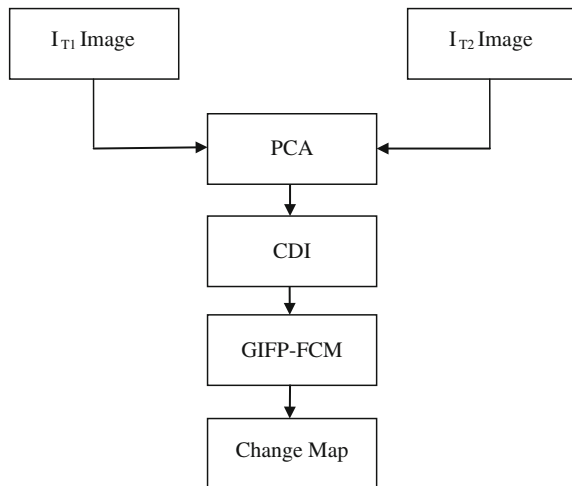 I T1 Image
I T2 Image
PCA
CDI
GIFP-FCM
Change Map